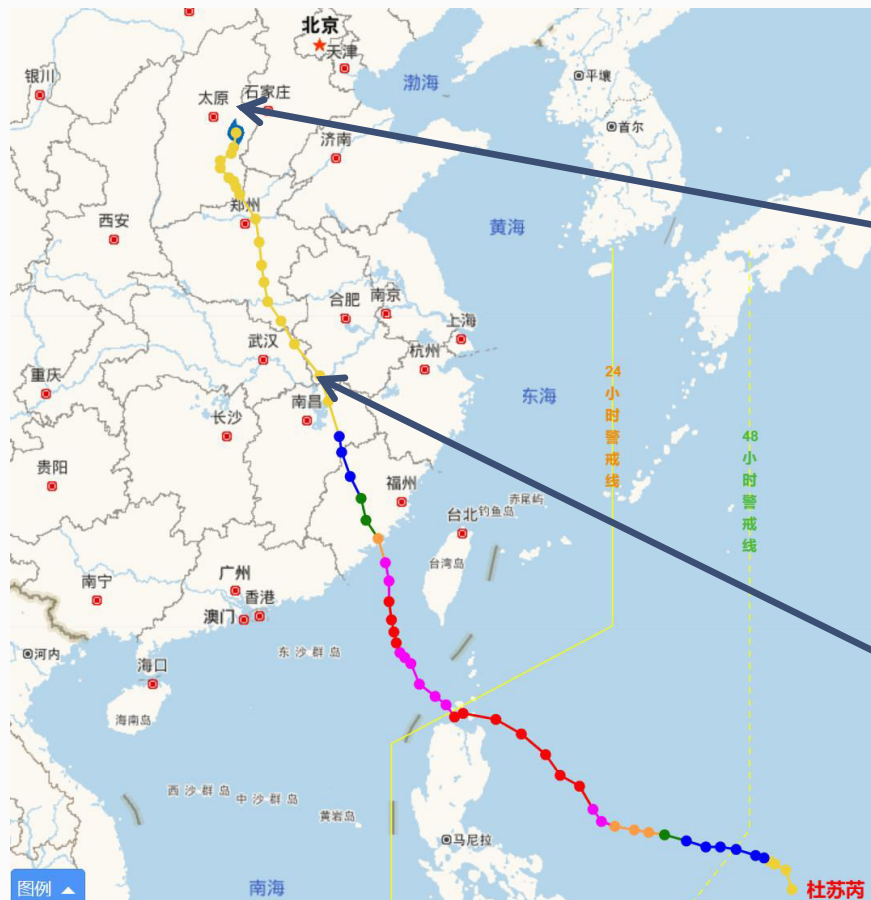 北京
天津
渤海
平壤
银川
太原
石家庄
首尔
济南
郑州
西安
黄海
合肥
南京
上海
武汉
杭州
24小时警戒线
重庆
南昌
东海
长沙
48小时警戒线
贵阳
福州
赤尾屿
台北
钓鱼岛
台湾岛
南宁
广州
香港
澳门
河内
东沙群岛
海口
海南岛
西沙群岛
中沙群岛
黄岩岛
马尼拉
图例
南海
杜苏芮